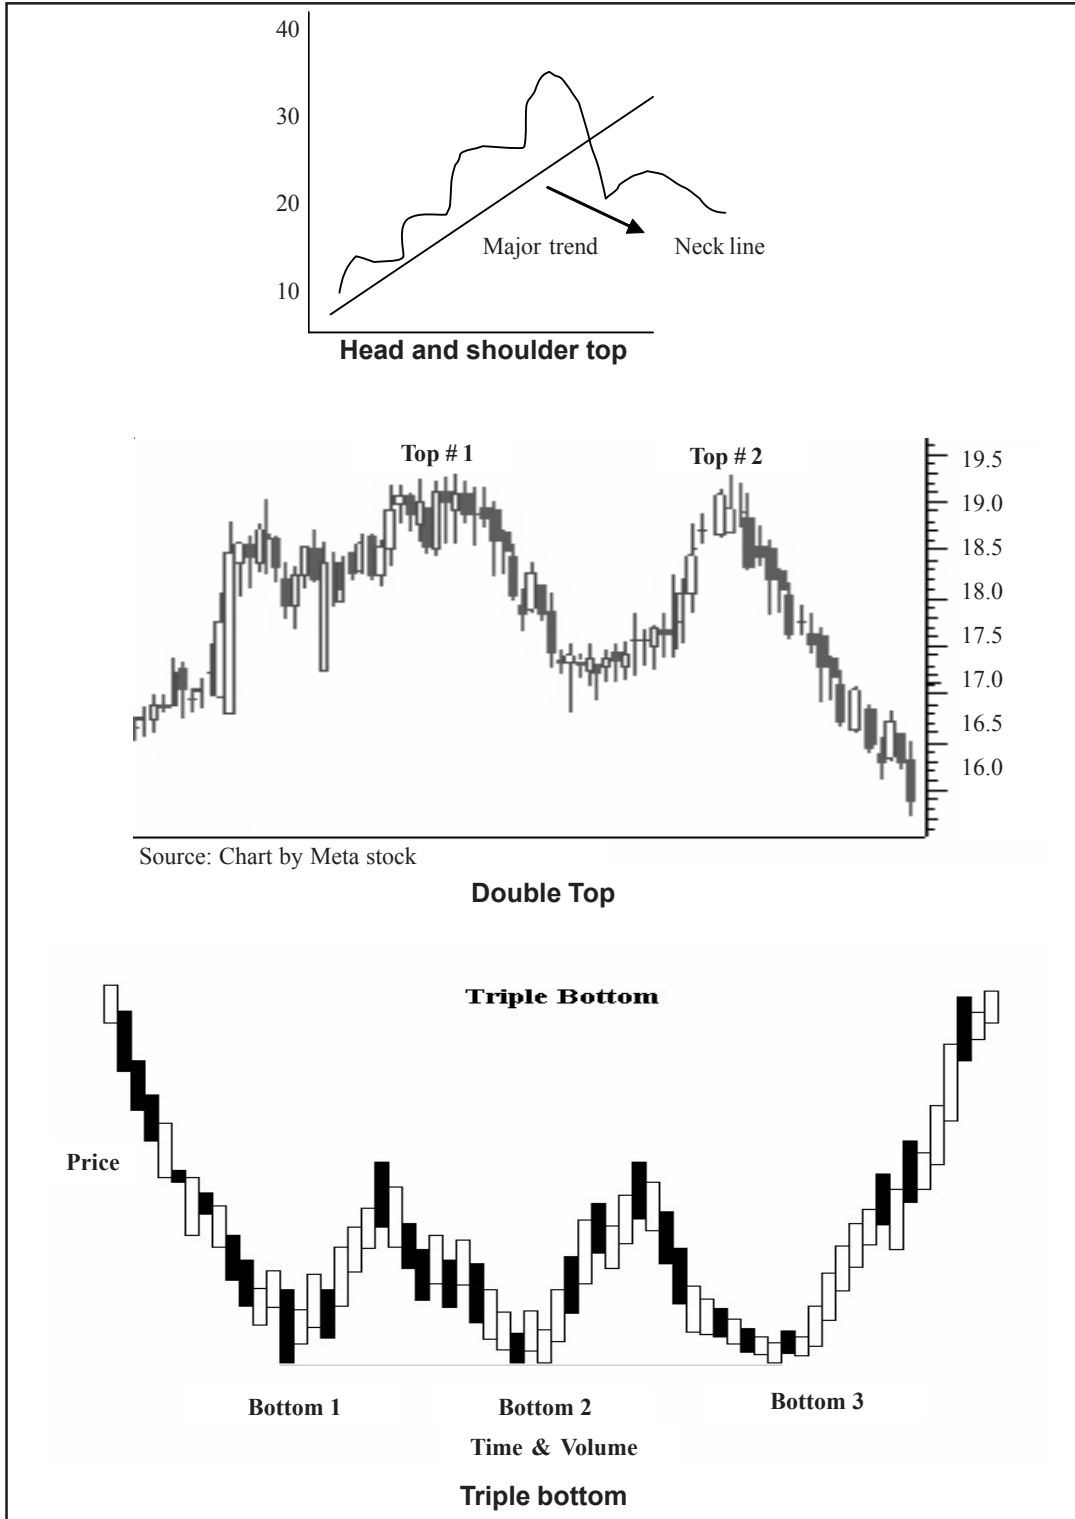 40
30
20
10
Major trend
Neck line
Head and shoulder top
Top # 1
Top # 2
19.5
19.0
18.5
18.0
17.5
17.0
16.5
16.0
Source: Chart by Meta stock
Double Top
Triple Bottom
Price
Bottom 1
Bottom 2
Bottom 3
Time & Volume
Triple bottom